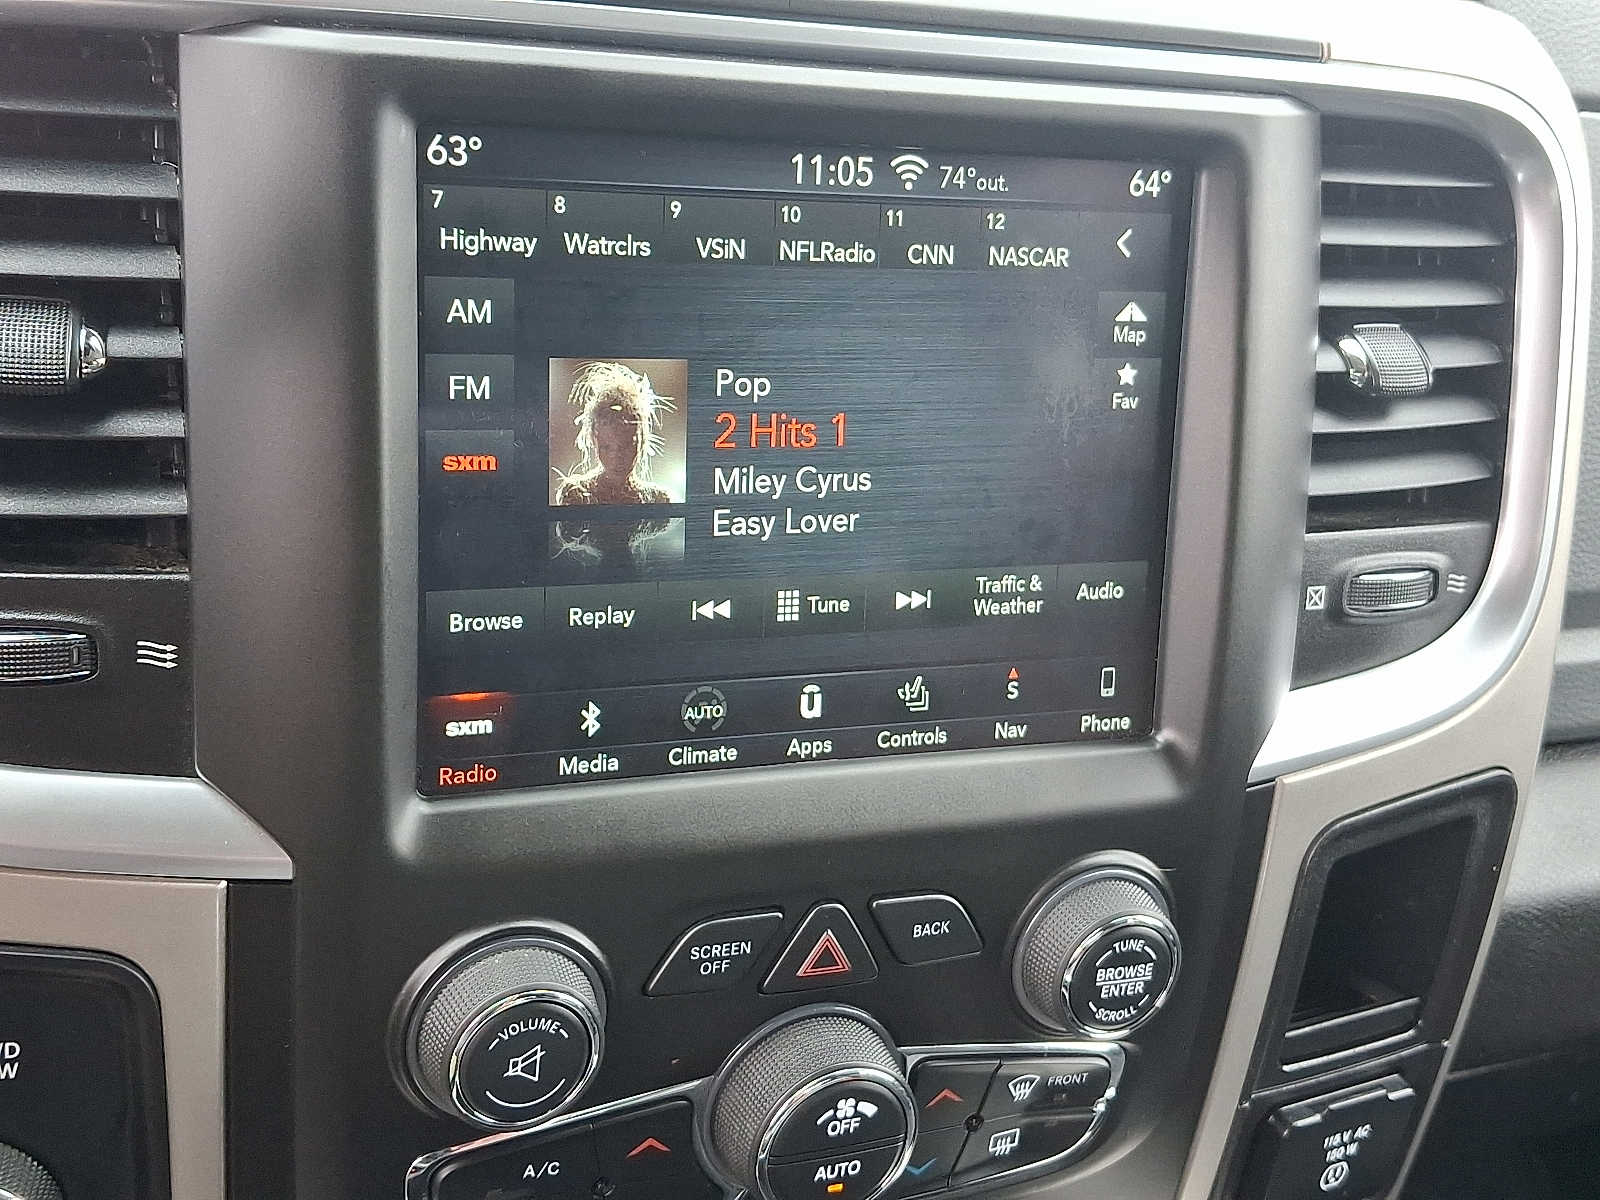 63°
11:05
74°out.
64°
7
Highway
8
Watrclrs
9
VSiN
10
NFLRadio
11
CNN
12
NASCAR
AM
Map
FM
Fav
sxm
Pop
2 Hits 1
Miley Cyrus
Easy Lover
Browse
Replay
Tune
Traffic &
Weather
Audio
sxm
Radio
Media
AUTO
Climate
ū
Apps
Controls
S
Nav
Phone
SCREEN
OFF
BACK
VOLUME
TUNE
BROWSE
ENTER
SCROLL
OFF
AUTO
A/C
FRONT
115V AC
150W